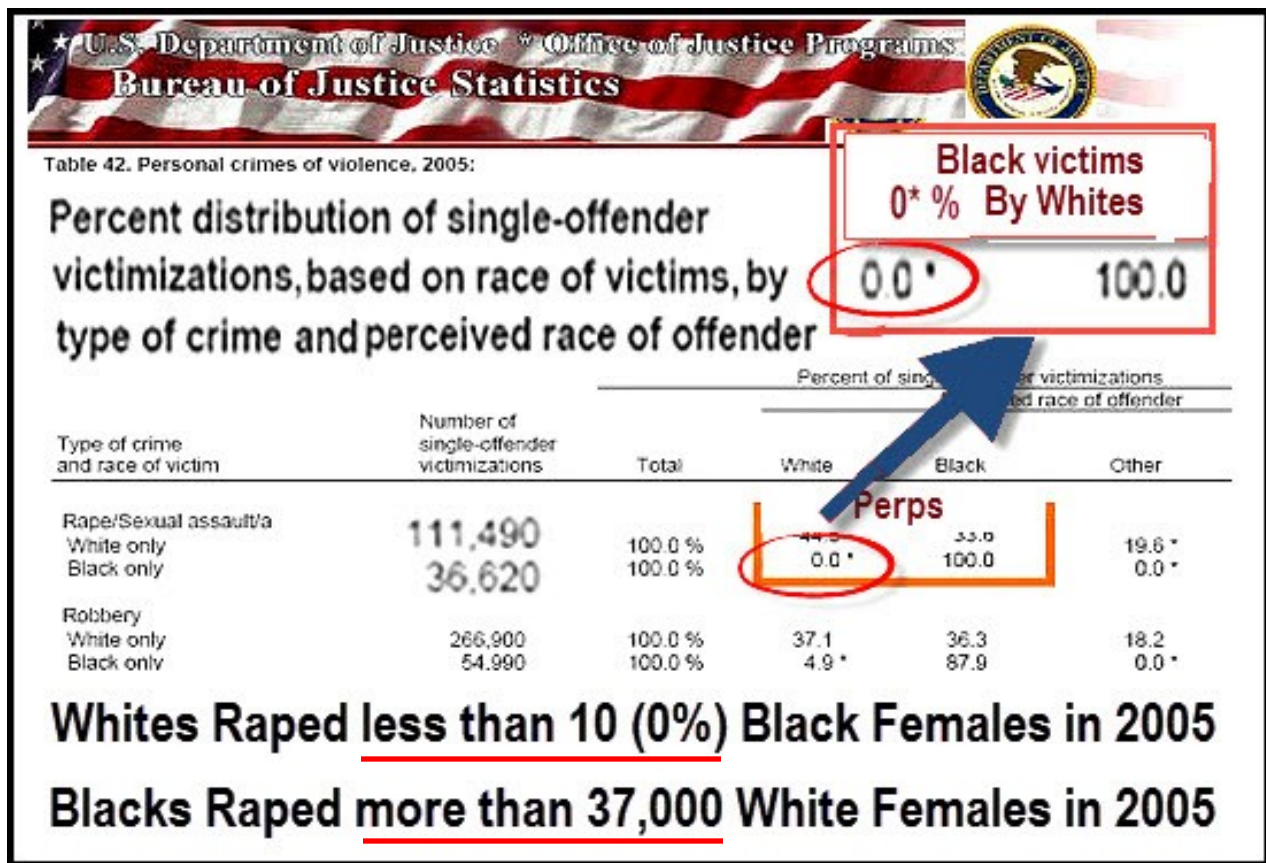 U.S. Department of Justice * Office of Justice Programs
Bureau of Justice Statistics
Table 42. Personal crimes of violence, 2005:
Black victims
0* % By Whites
Percent distribution of single-offender
victimizations, based on race of victims, by
0.0 * 100.0
type of crime and perceived race of offender
Percent of victimizations
race of offender
Type of crime
and race of victim
Number of
single-offender
victimizations
Total White Black Other
Perps
Rape/Sexual assault/a
White only 111,490 100.0 % 33.6 19.6 *
Black only 36,620 100.0 % 0.0 * 100.0 0.0 *
Robbery
White only 266,900 100.0 % 37.1 36.3 18.2
Black only 54,990 100.0 % 4.9 * 87.9 0.0 *
Whites Raped less than 10 (0%) Black Females in 2005
Blacks Raped more than 37,000 White Females in 2005